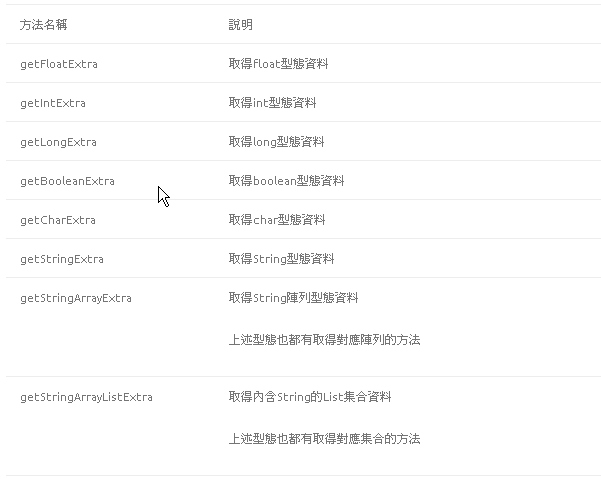 方法名稱 說明
getFloatExtra 取得float型態資料
getIntExtra 取得int型態資料
getLongExtra 取得long型態資料
getBooleanExtra 取得boolean型態資料
getCharExtra 取得char型態資料
getStringExtra 取得String型態資料
getStringArrayExtra 取得String陣列型態資料
上述型態也都有取得對應陣列的方法
getStringArrayListExtra 取得內含String的List集合資料
上述型態也都有取得對應集合的方法